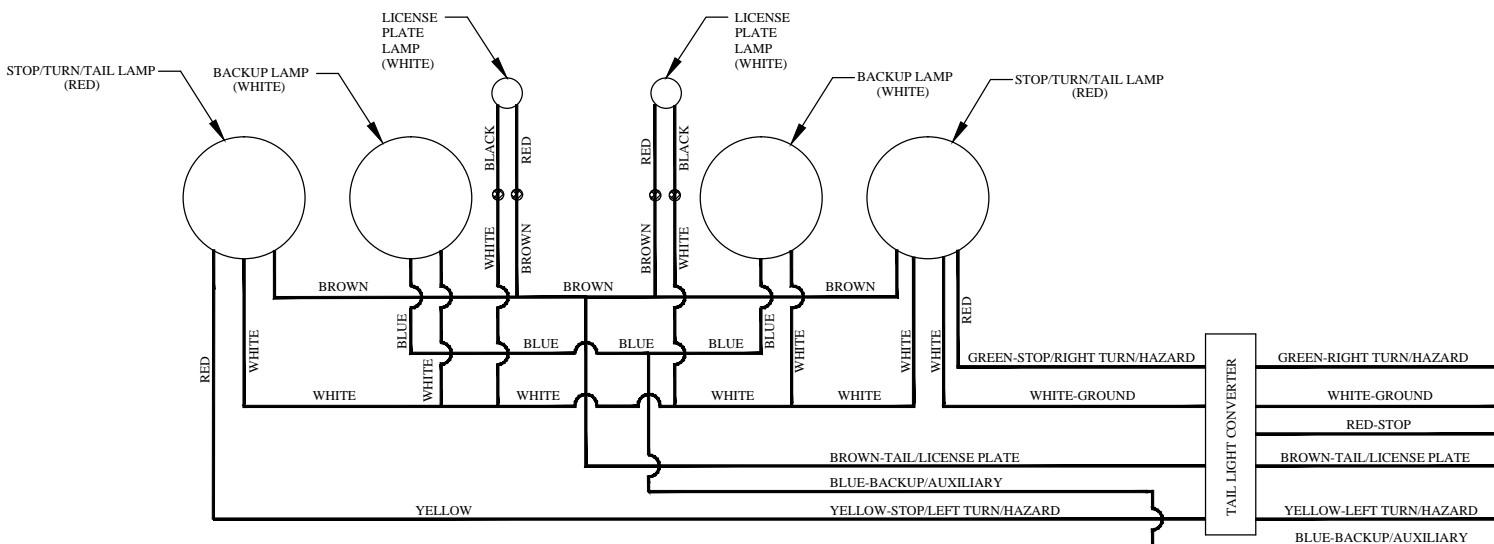 LICENSE
PLATE
LAMP
(WHITE)
LICENSE
PLATE
LAMP
(WHITE)
STOP/TURN/TAIL LAMP
(RED)
BACKUP LAMP
(WHITE)
BACKUP LAMP
(WHITE)
STOP/TURN/TAIL LAMP
(RED)
BLACK
RED
RED
BLACK
WHITE
BROWN
BROWN
WHITE
BROWN
BROWN
BROWN
RED
WHITE
BLUE
WHITE
BLUE
WHITE
WHITE
WHITE
RED
BLUE
BLUE
BLUE
GREEN-STOP/RIGHT TURN/HAZARD
GREEN-RIGHT TURN/HAZARD
WHITE
WHITE
WHITE
WHITE
WHITE-GROUND
WHITE-GROUND
TAIL LIGHT CONVERTER
RED-STOP
BROWN-TAIL/LICENSE PLATE
BROWN-TAIL/LICENSE PLATE
BLUE-BACKUP/AUXILIARY
YELLOW
YELLOW-STOP/LEFT TURN/HAZARD
YELLOW-LEFT TURN/HAZARD
BLUE-BACKUP/AUXILIARY